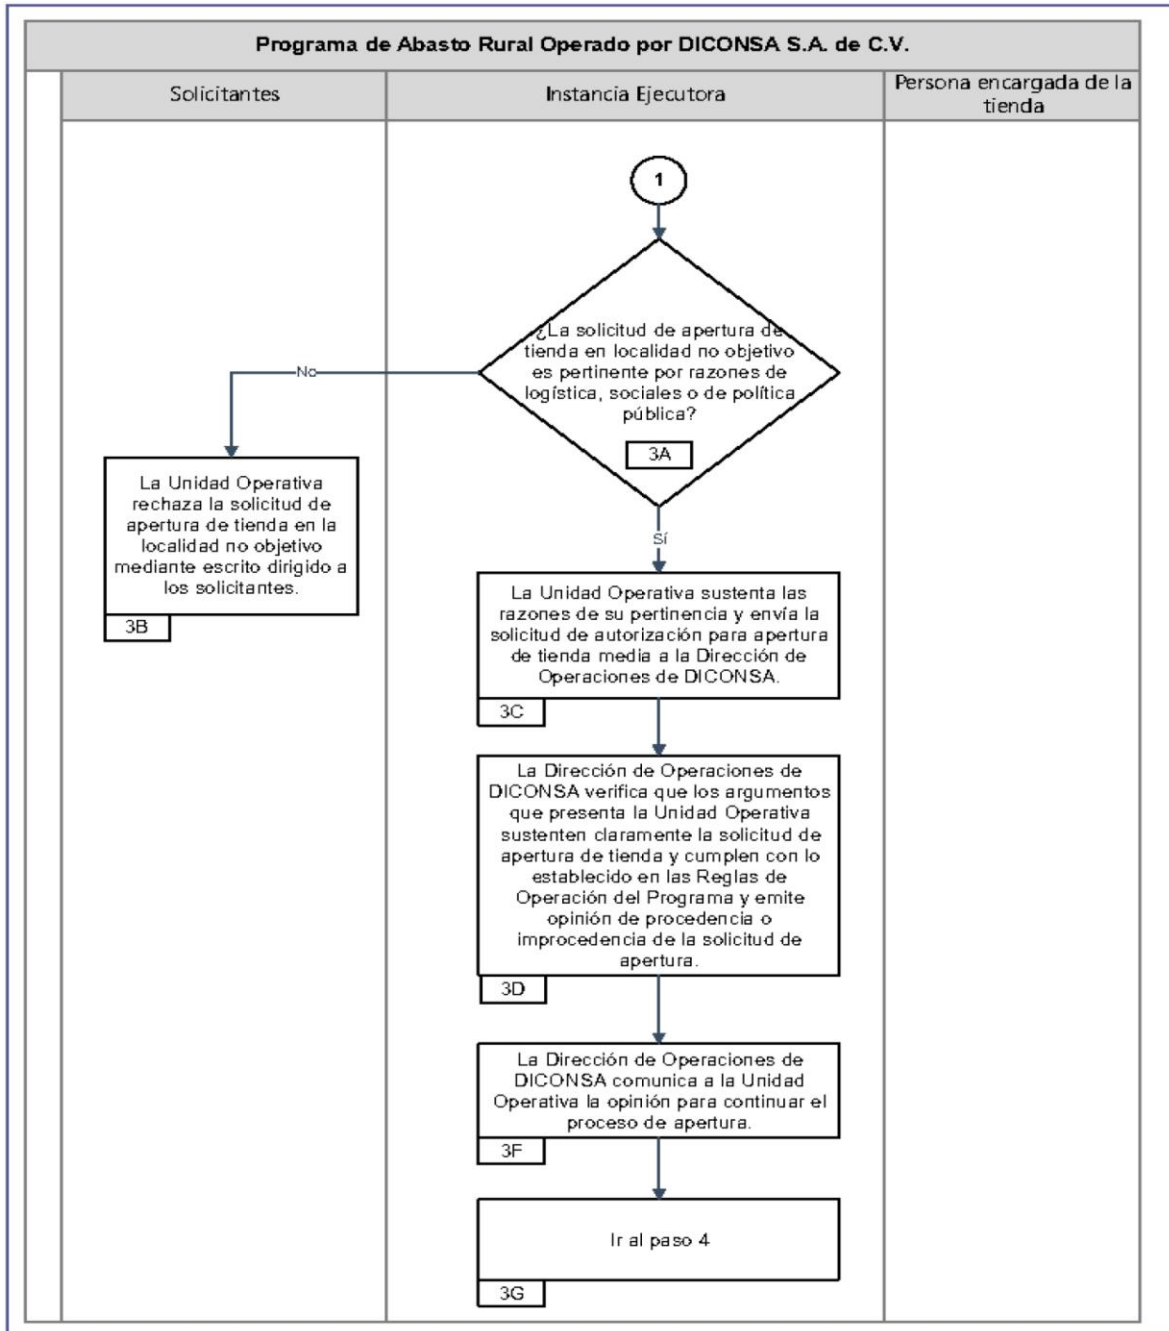 Programa de Abasto Rural Operado por DICONSA S.A. de C.V.
Solicitantes
Instancia Ejecutora
Persona encargada de la
tienda
1
¿La solicitud de apertura de
tienda en localidad no objetivo
es pertinente por razones de
logística, sociales o de política
pública?
3A
No
Sí
La Unidad Operativa
rechaza la solicitud de
apertura de tienda en la
localidad no objetivo
mediante escrito dirigido a
los solicitantes.
3B
La Unidad Operativa sustenta las
razones de su pertinencia y envía la
solicitud de autorización para apertura
de tienda media a la Dirección de
Operaciones de DICONSA.
3C
La Dirección de Operaciones de
DICONSA verifica que los argumentos
que presenta la Unidad Operativa
sustenten claramente la solicitud de
apertura de tienda y cumplen con lo
establecido en las Reglas de
Operación del Programa y emite
opinión de procedencia o
improcedencia de la solicitud de
apertura.
3D
La Dirección de Operaciones de
DICONSA comunica a la Unidad
Operativa la opinión para continuar el
proceso de apertura.
3F
Ir al paso 4
3G